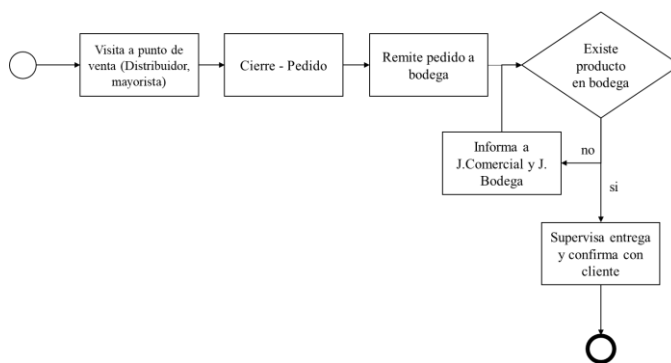 Visita a punto de
venta (Distribuidor,
mayorista)
Cierre - Pedido
Remite pedido a
bodega
Existe
producto
en bodega
Informa a
J.Comercial y J.
Bodega
no
si
Supervisa entrega
y confirma con
cliente